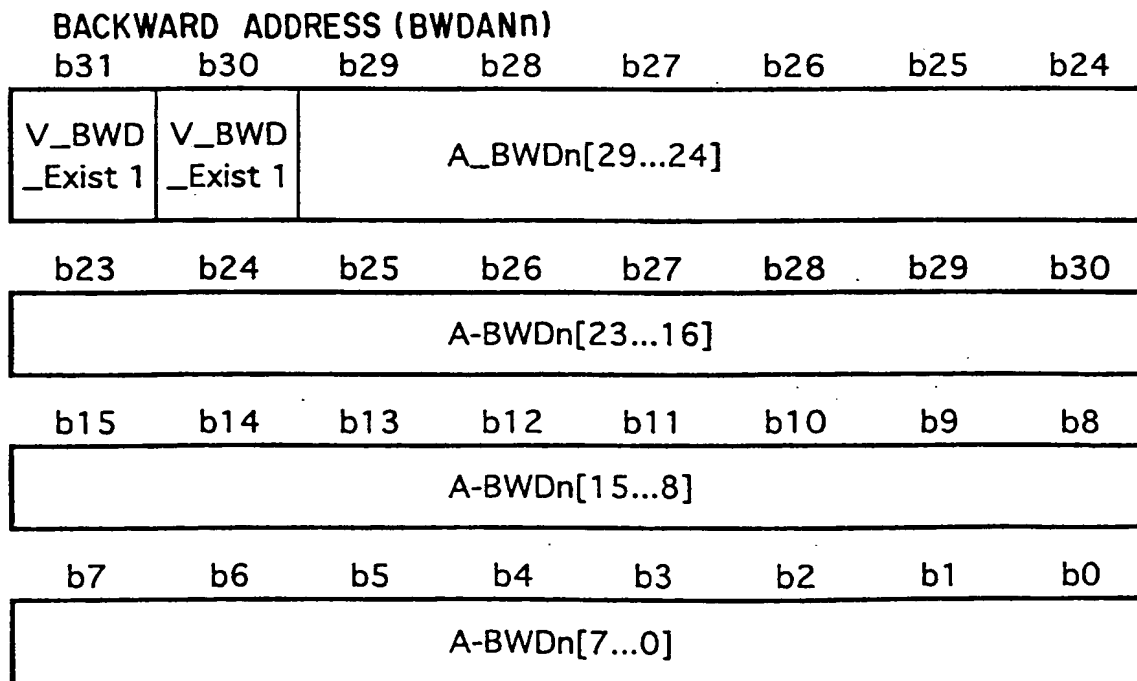 BACKWARD ADDRESS (BWDANn)
b31 b30 b29 b28 b27 b26 b25 b24
V_BWD V_BWD
_Exist 1 _Exist 1 A_BWDn[29...24]
b23 b24 b25 b26 b27 b28 b29 b30
A-BWDn[23...16]
b15 b14 b13 b12 b11 b10 b9 b8
A-BWDn[15...8]
b7 b6 b5 b4 b3 b2 b1 b0
A-BWDn[7...0]